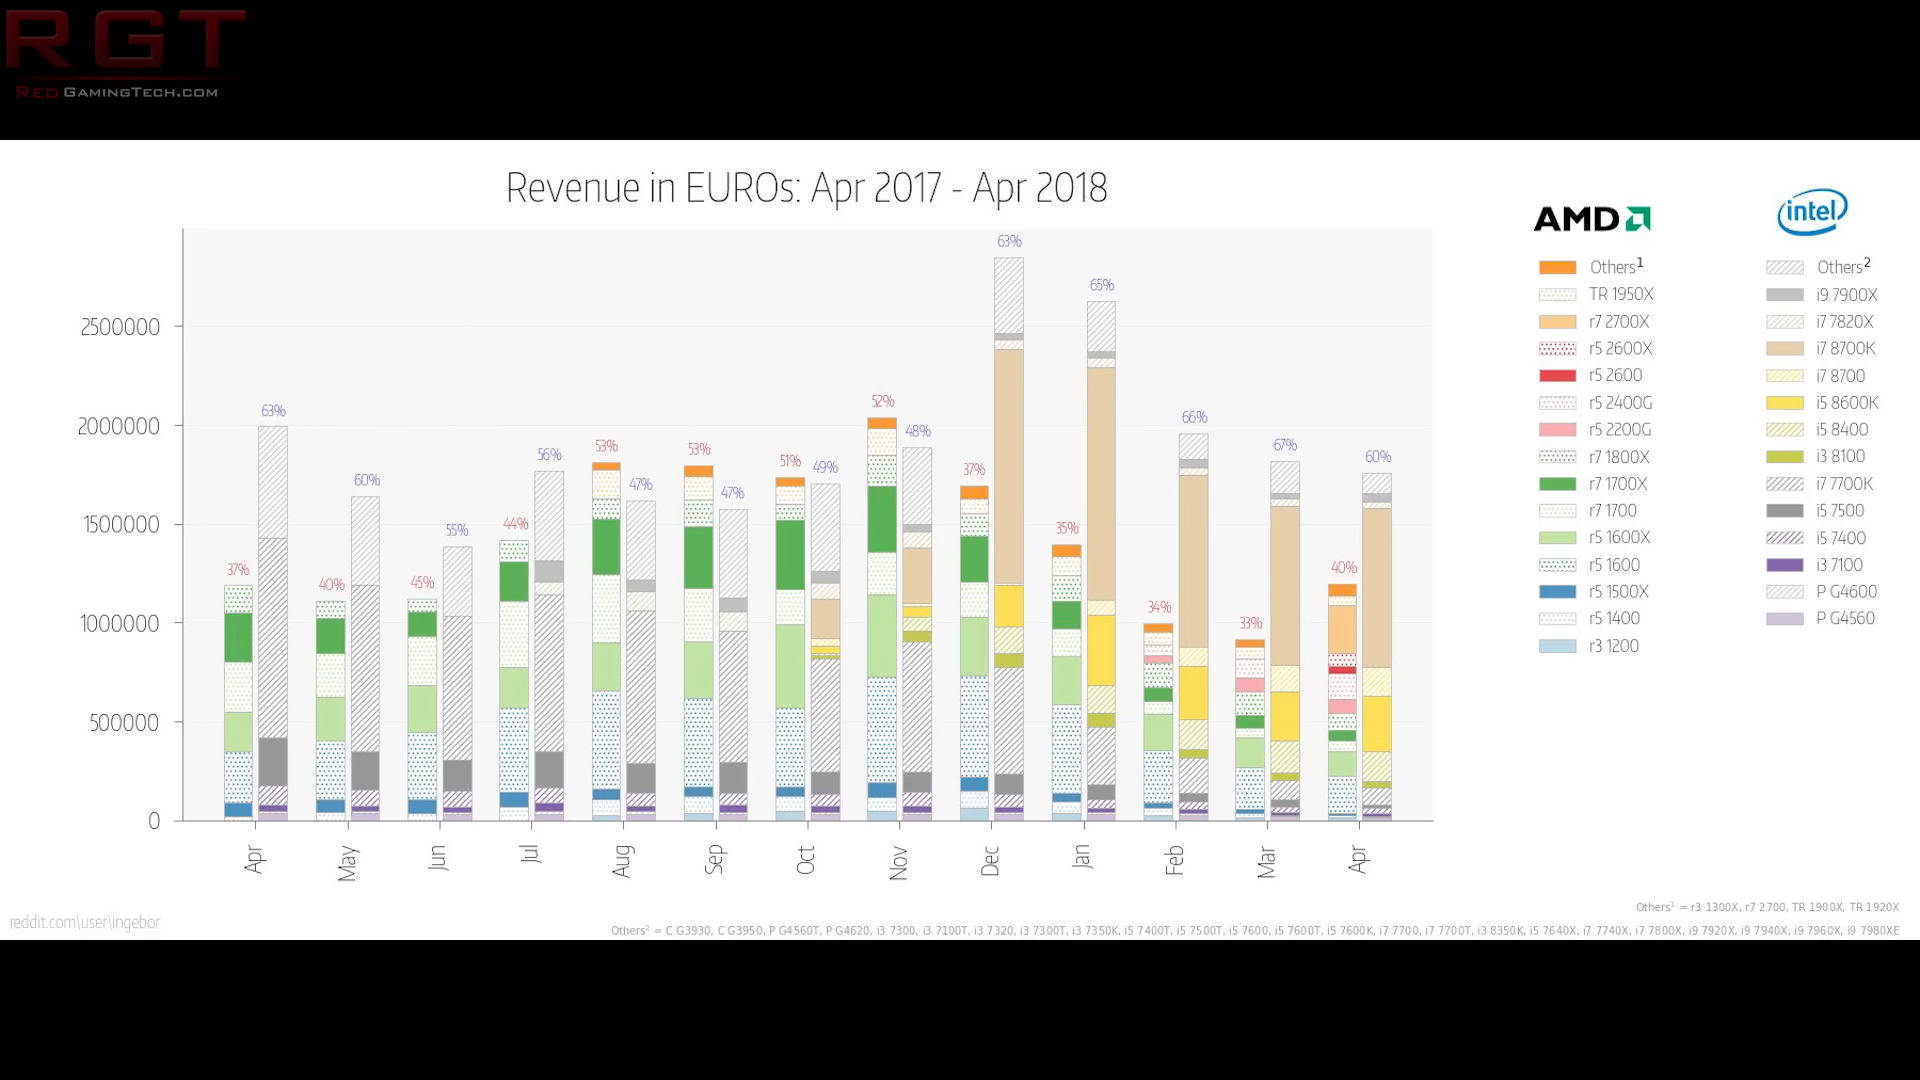 RGT
REDGAMINGTECH.COM
Revenue in EUROs: Apr 2017 - Apr 2018
AMD
intel
Others1
TR 1950X
r7 2700X
r5 2600X
r5 2600
r5 2400G
r5 2200G
r7 1800X
r7 1700X
r7 1700
r5 1600X
r5 1600
r5 1500X
r5 1400
r3 1200
Others2
i9 7900X
i7 7820X
i7 8700K
i7 8700
i5 8600K
i5 8400
i3 8100
i7 7700K
i5 7500
i5 7400
i3 7100
P G4600
P G4560
2500000
2000000
1500000
1000000
500000
0
37%
63%
40%
60%
45%
55%
44%
56%
53%
47%
53%
47%
51%
49%
52%
48%
37%
63%
35%
65%
34%
66%
33%
67%
40%
60%
Apr
May
Jun
Jul
Aug
Sep
Oct
Nov
Dec
Jan
Feb
Mar
Apr
reddit.com\user\ingebor
Others1 = r3 1300X, r7 2700, TR 1900X, TR 1920X
Others2 = C G3930, C G3950, P G4560T, P G4620, i3 7300, i3 7100T, i3 7320, i3 7300T, i3 7350K, i5 7400T, i5 7500T, i5 7600, i5 7600T, i5 7600K, i7 7700, i7 7700T, i3 8350K, i5 7640X, i7 7740X, i7 7800X, i9 7920X, i9 7940X, i9 7960X, i9 7980XE